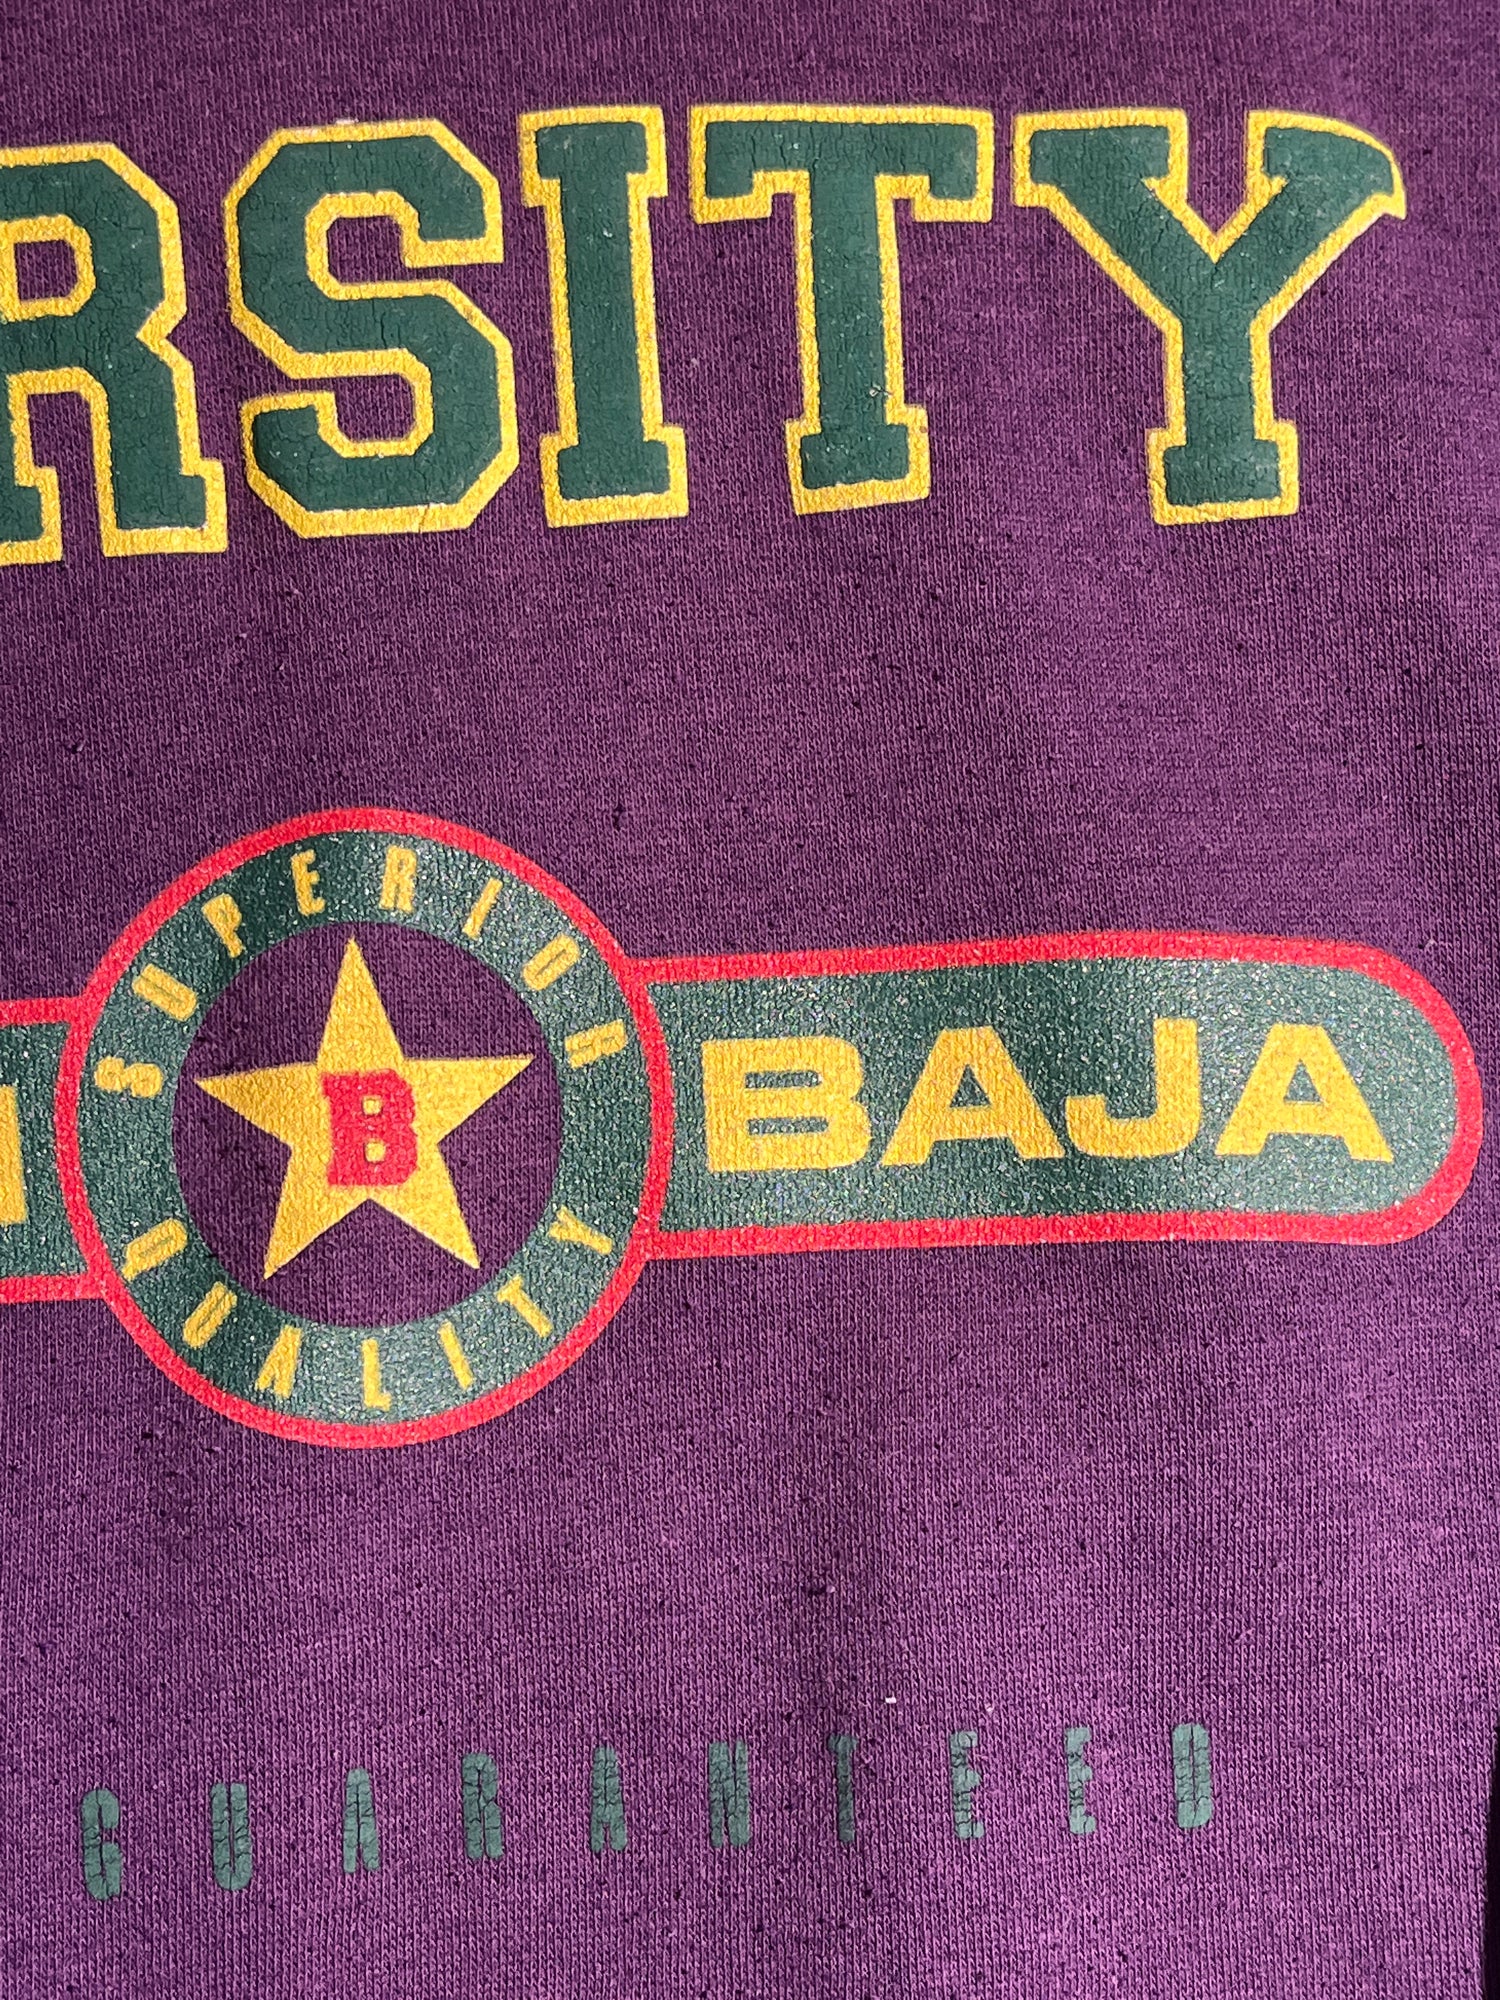 RSITY
SUPERIOR
B
BAJA
QUALITY
GUARANTEED